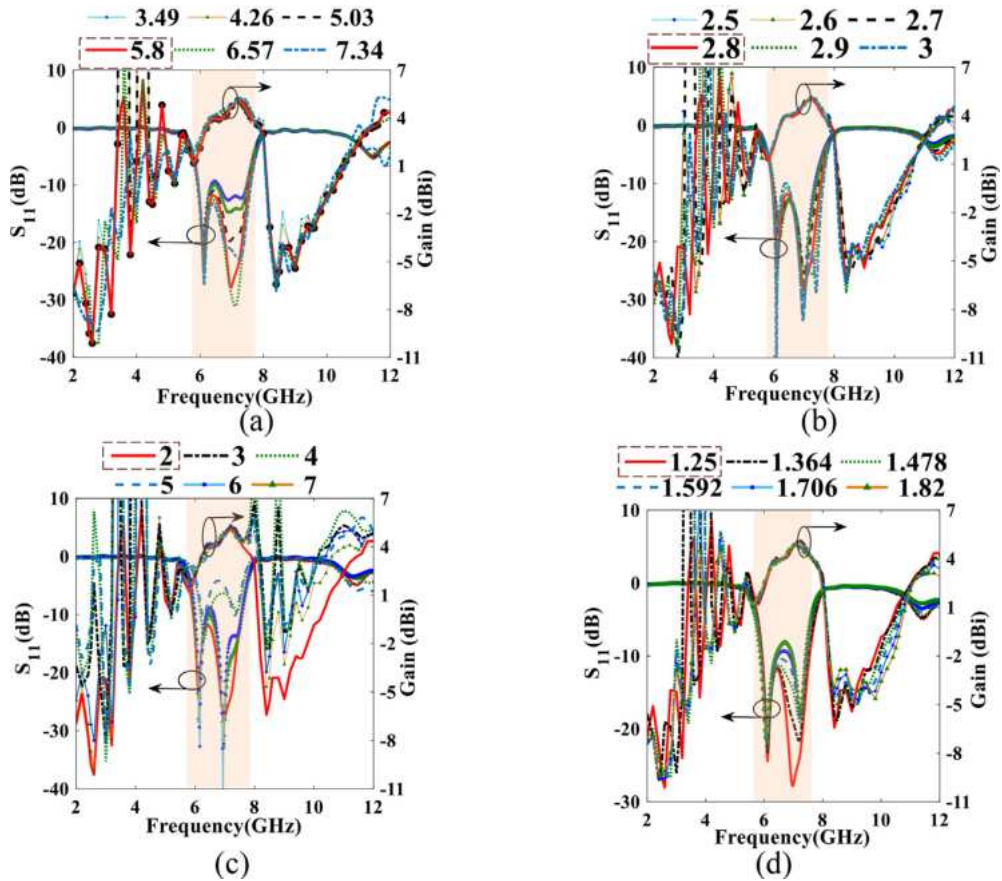 3.49 4.26 5.03
5.8 6.57 7.34
10
0
-10
-20
-30
-40
S11(dB)
7
4
1
-2
-5
-8
-11
Gain (dBi)
2 4 6 8 10 12
Frequency(GHz)
(a)
2.5 2.6 2.7
2.8 2.9 3
10
0
-10
-20
-30
-40
S11(dB)
7
4
1
-2
-5
-8
-11
Gain (dBi)
2 4 6 8 10 12
Frequency(GHz)
(b)
2 3 4
5 6 7
10
0
-10
-20
-30
-40
S11(dB)
7
4
1
-2
-5
-8
-11
Gain (dBi)
2 4 6 8 10 12
Frequency(GHz)
(c)
1.25 1.364 1.478
1.592 1.706 1.82
10
0
-10
-20
-30
S11(dB)
7
4
1
-2
-5
-8
-11
Gain (dBi)
2 4 6 8 10 12
Frequency(GHz)
(d)